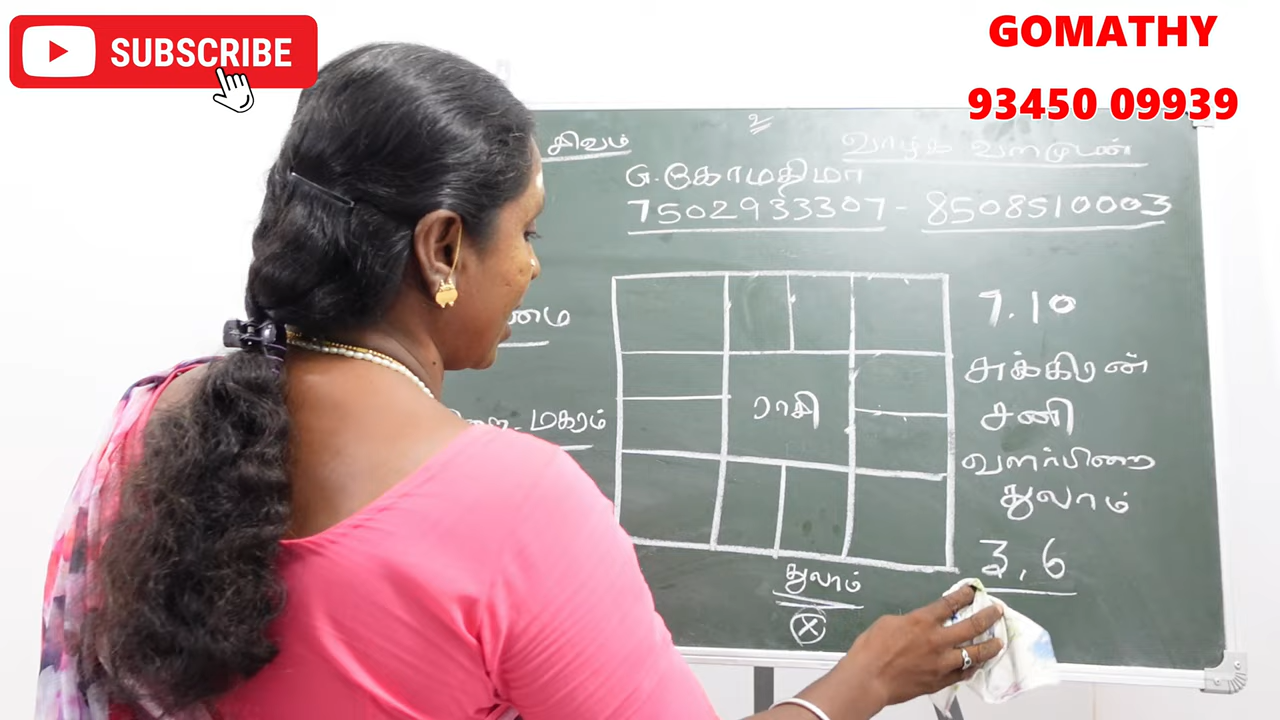 SUBSCRIBE
GOMATHY
93450 09939
உ
சிவம்
வாழ்க வளமுடன்
G.கோமதிமா
7502933307 - 8508510003
7.10
சுக்கிரன்
சனி
மகரம்
ராசி
வளர்பிறை
துலாம்
3, 6
துலாம்
X